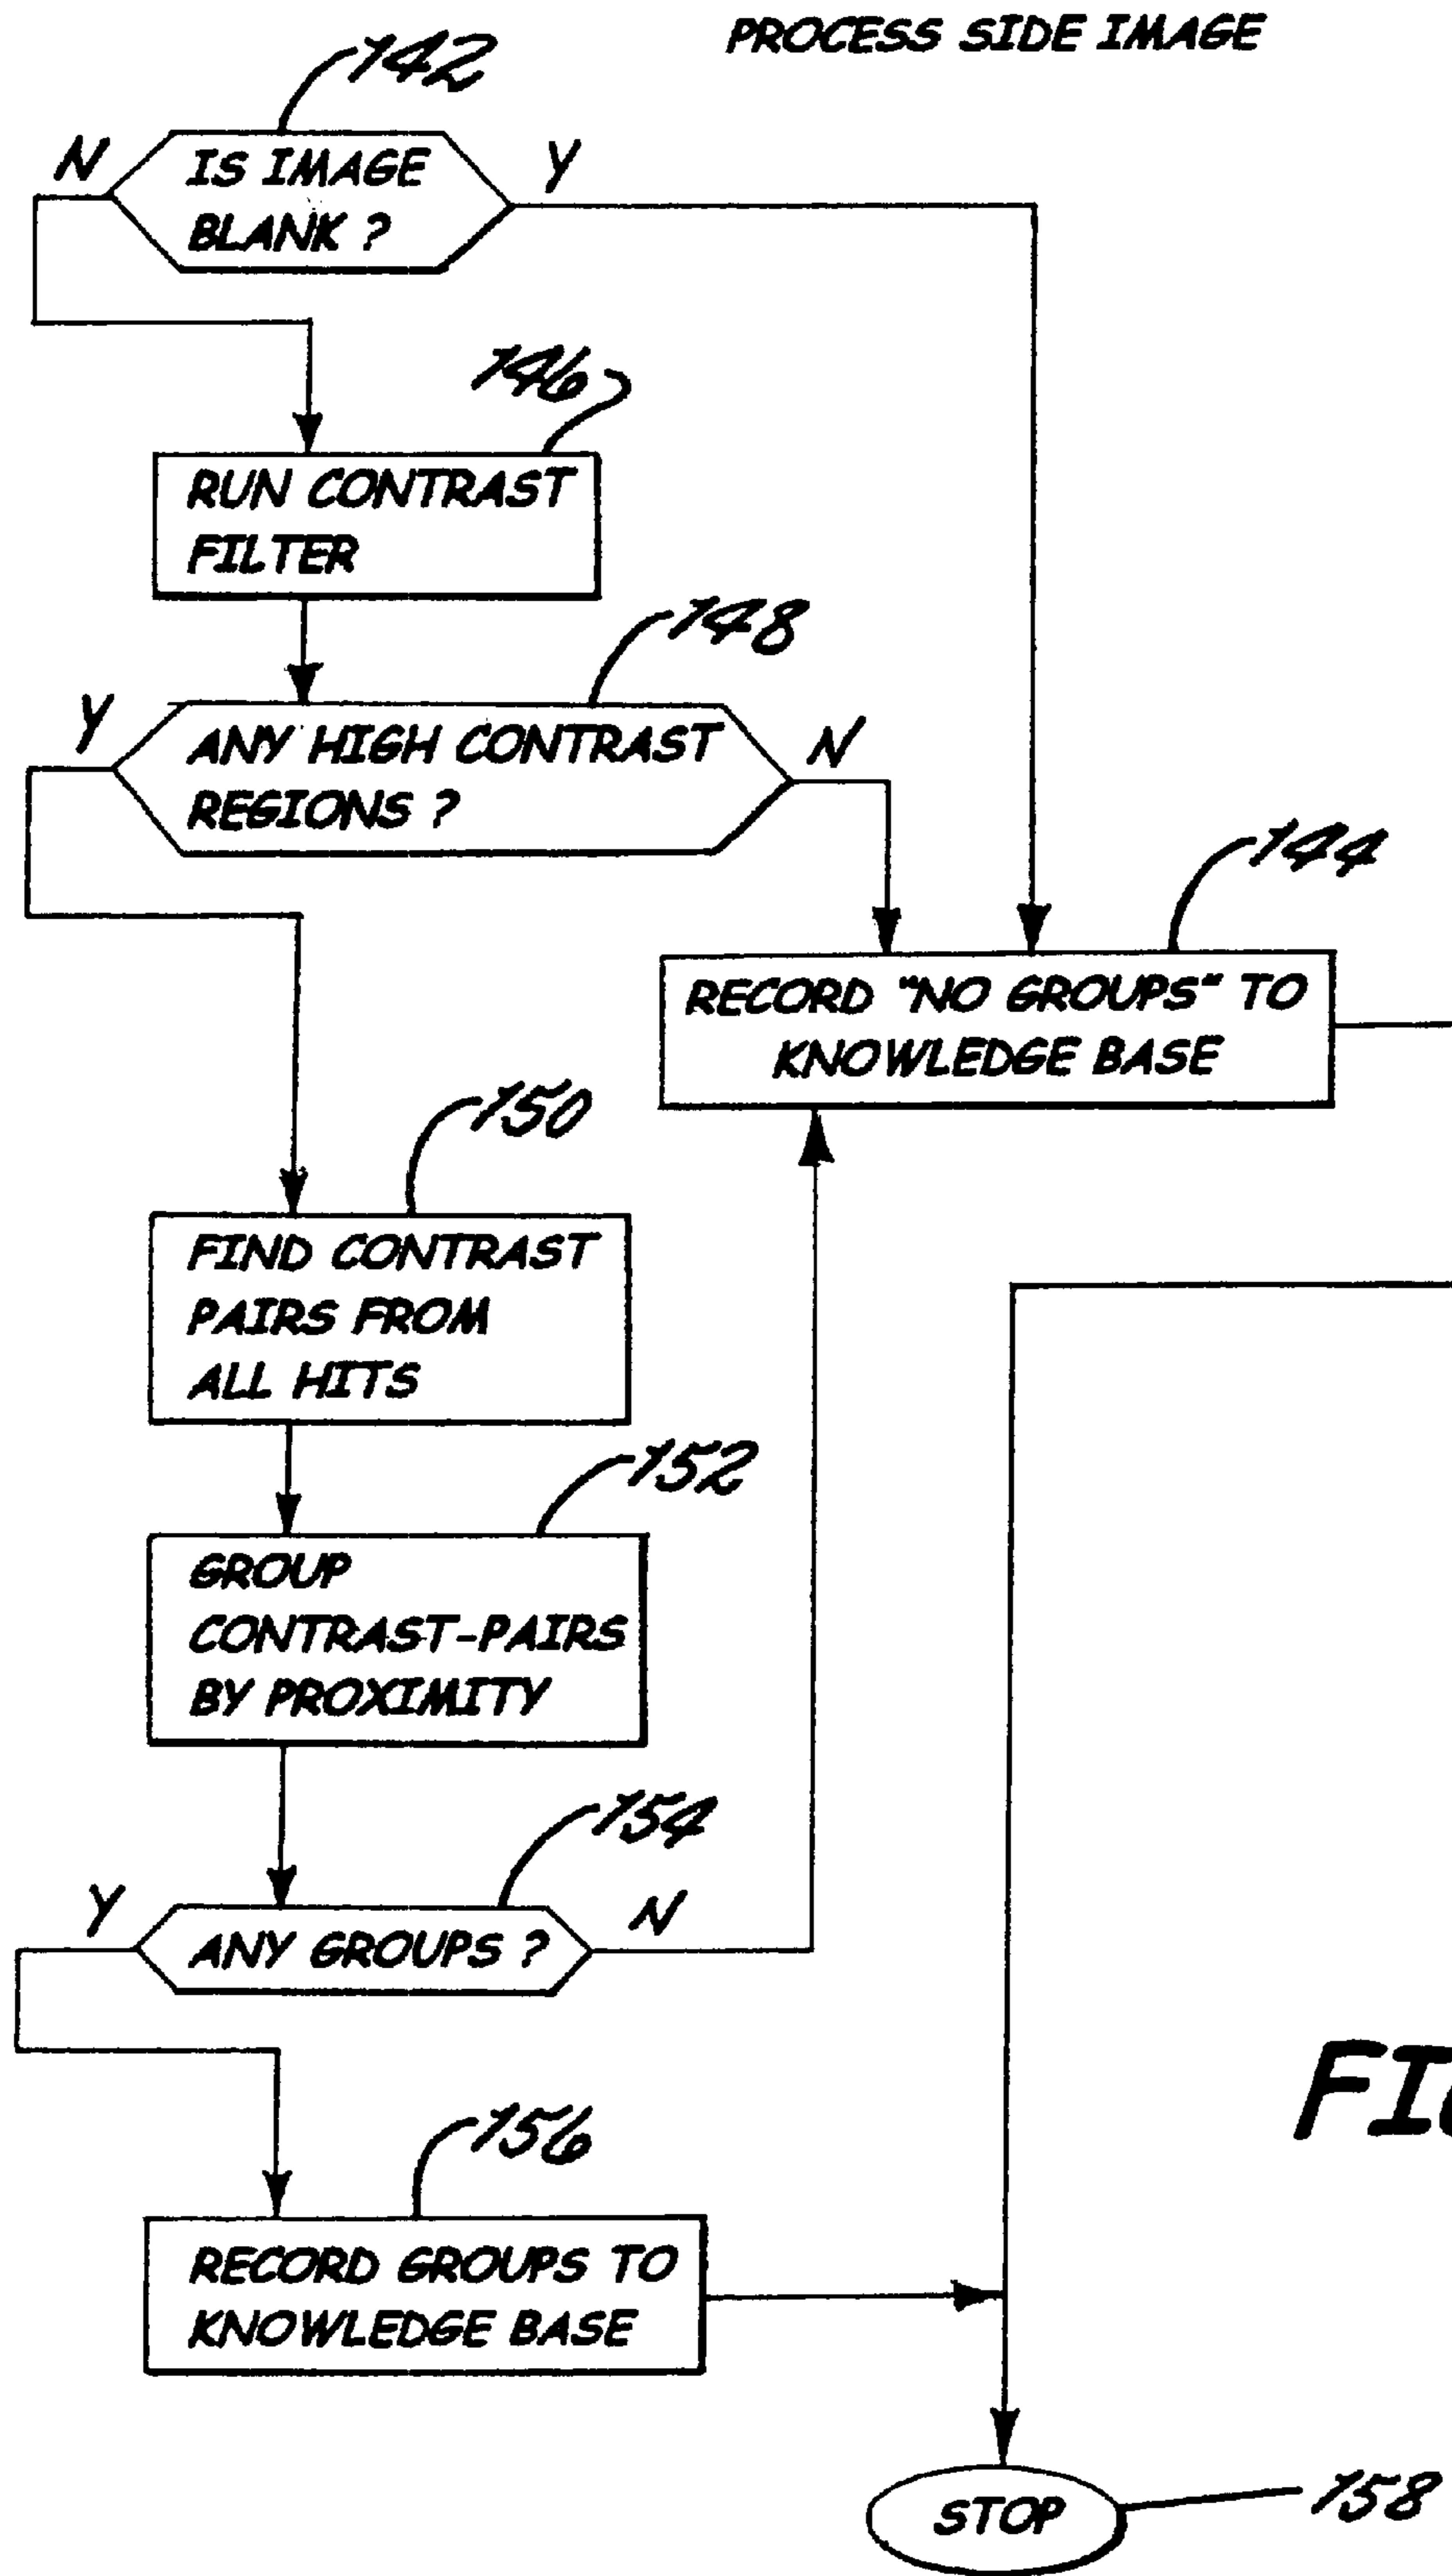 PROCESS SIDE IMAGE
142
N
Y
IS IMAGE
BLANK ?
146
RUN CONTRAST
FILTER
148
Y
N
ANY HIGH CONTRAST
REGIONS ?
144
RECORD "NO GROUPS" TO
KNOWLEDGE BASE
150
FIND CONTRAST
PAIRS FROM
ALL HITS
152
GROUP
CONTRAST-PAIRS
BY PROXIMITY
154
Y
N
ANY GROUPS ?
156
RECORD GROUPS TO
KNOWLEDGE BASE
STOP
158